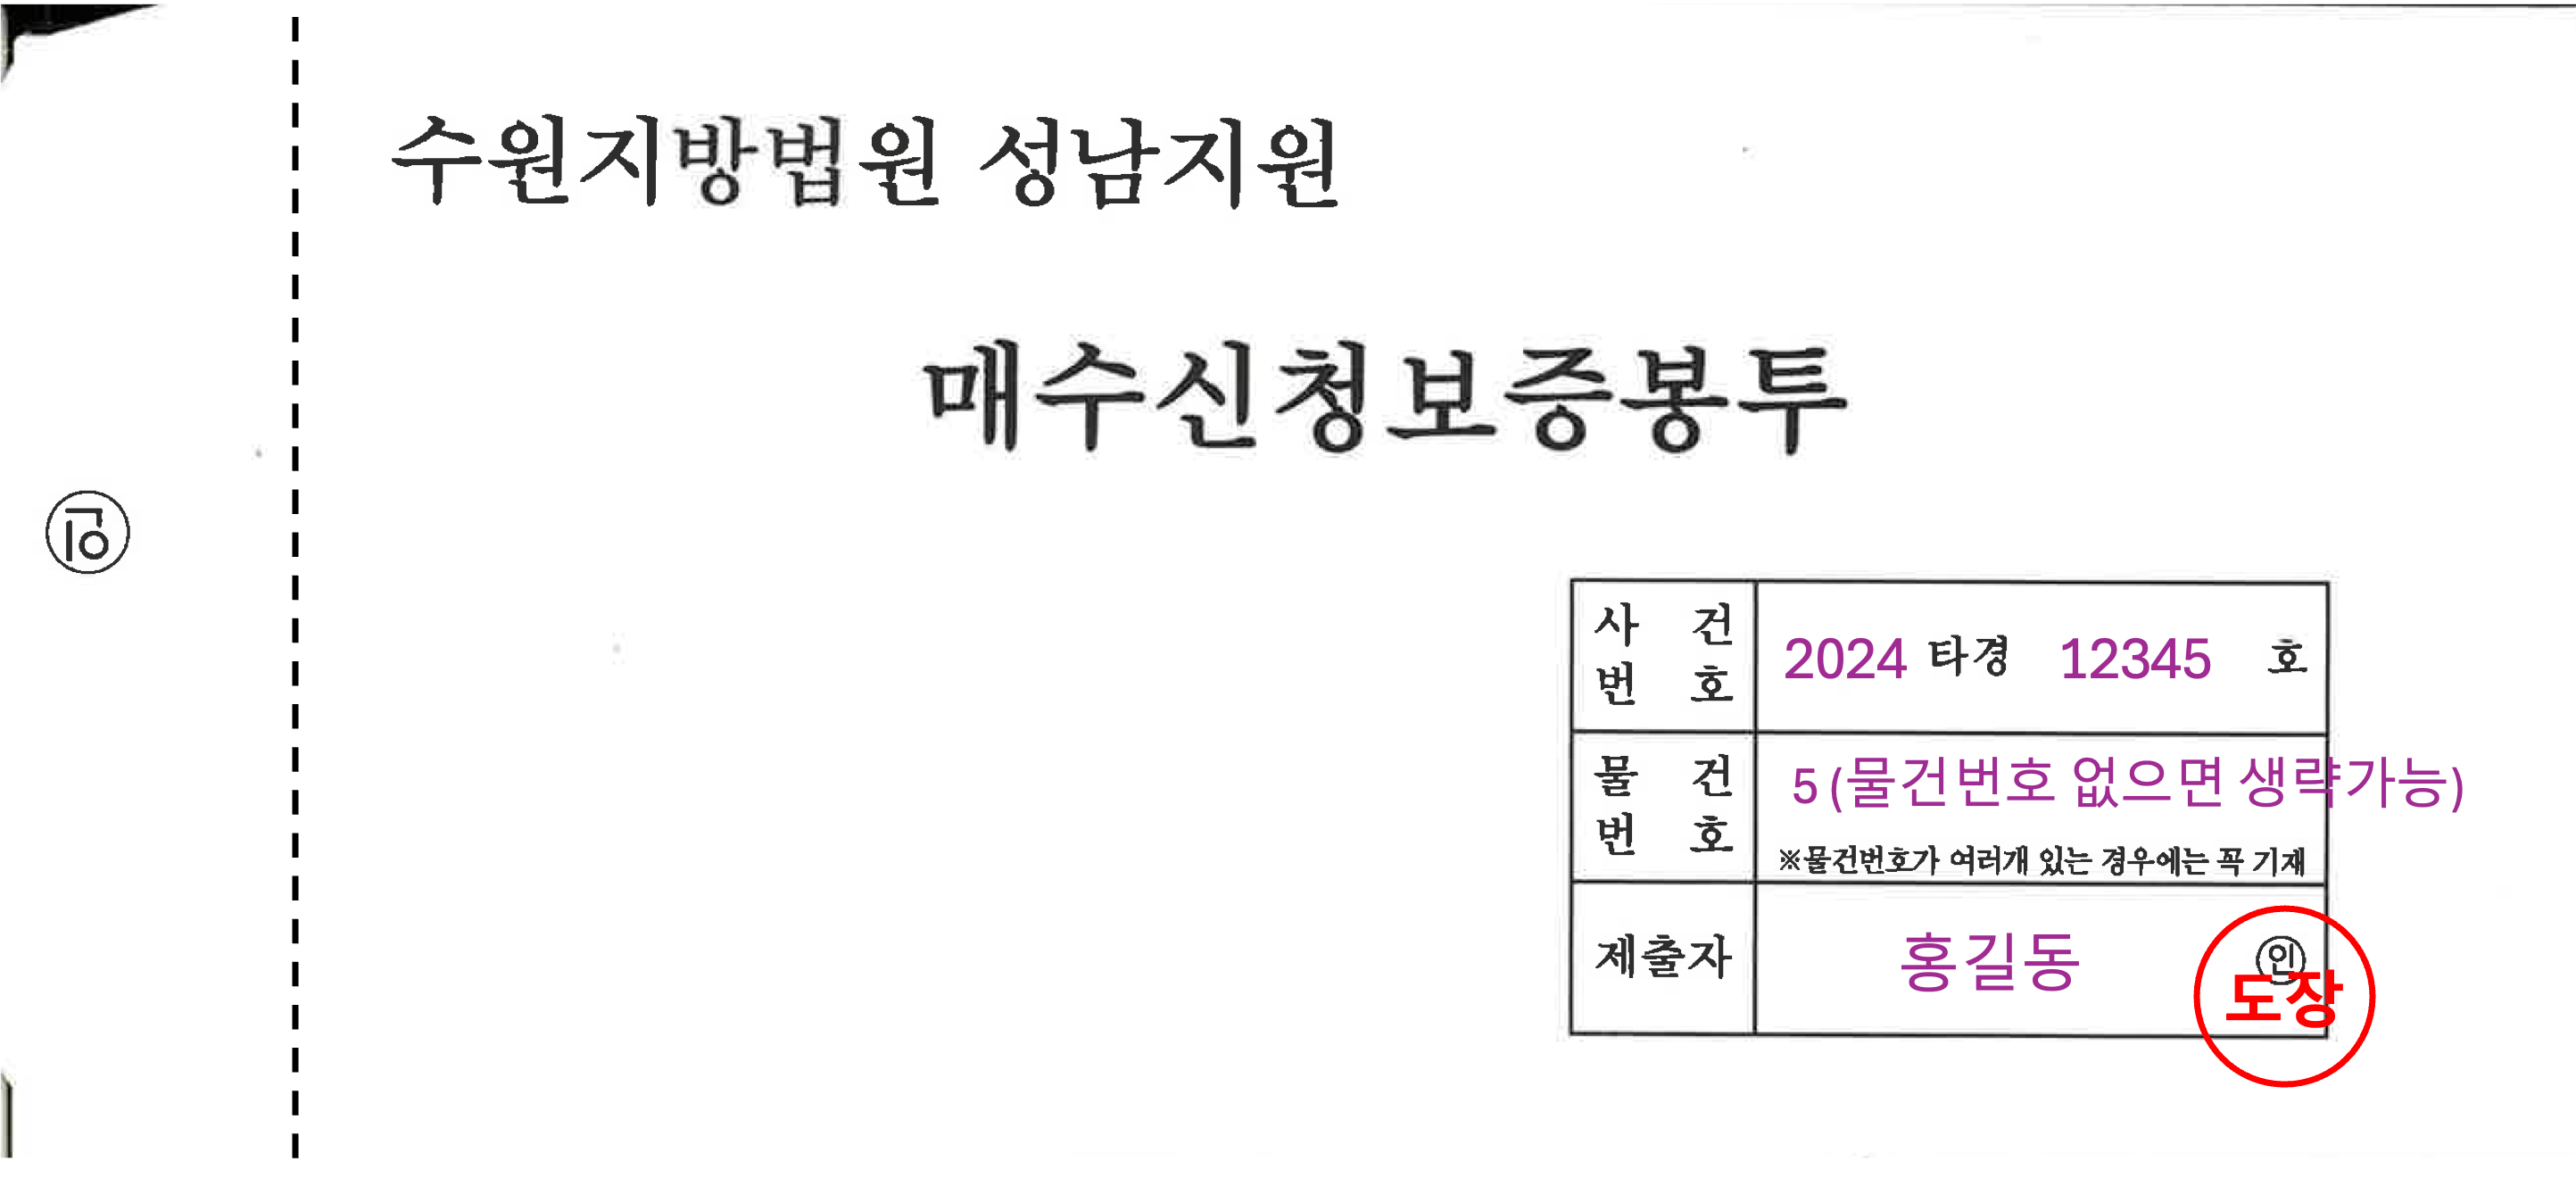 수원지방법원 성남지원
매수신청보증봉투
사 건 번 호
2024 타경 12345 호
물 건 번 호
5 (물건번호 없으면 생략가능)
※물건번호가 여러개 있는 경우에는 꼭 기재
제출자
홍길동 인
도장